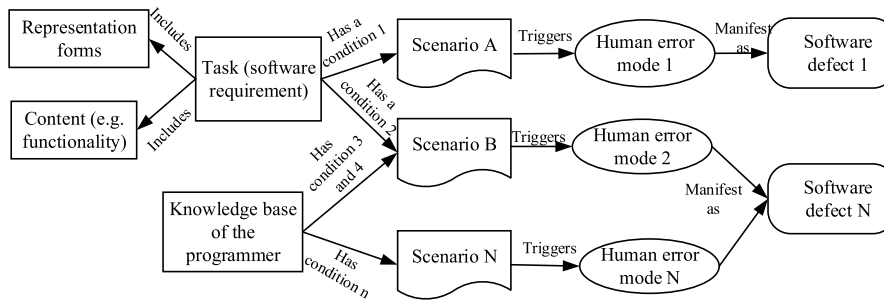 Representation
forms
Includes
Task (software
requirement)
Content (e.g.
functionality)
Includes
Has a
condition 1
Scenario A
Triggers
Human error
mode 1
Manifest
as
Software
defect 1
Has a
condition 2
Scenario B
Triggers
Human error
mode 2
Has
condition 3
and 4
Manifest
as
Software
defect N
Knowledge base
of the
programmer
Has
condition n
Scenario N
Triggers
Human error
mode N